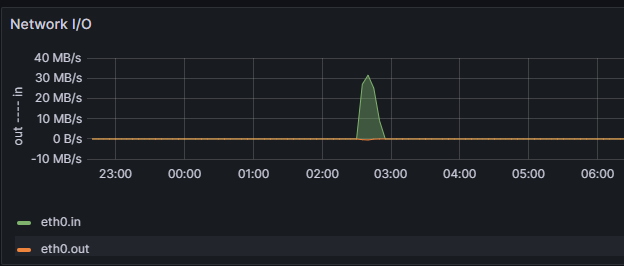 Network I/O
40 MB/s
30 MB/s
20 MB/s
10 MB/s
0 B/s
-10 MB/s
out ---- in
23:00 00:00 01:00 02:00 03:00 04:00 05:00 06:00
eth0.in
eth0.out